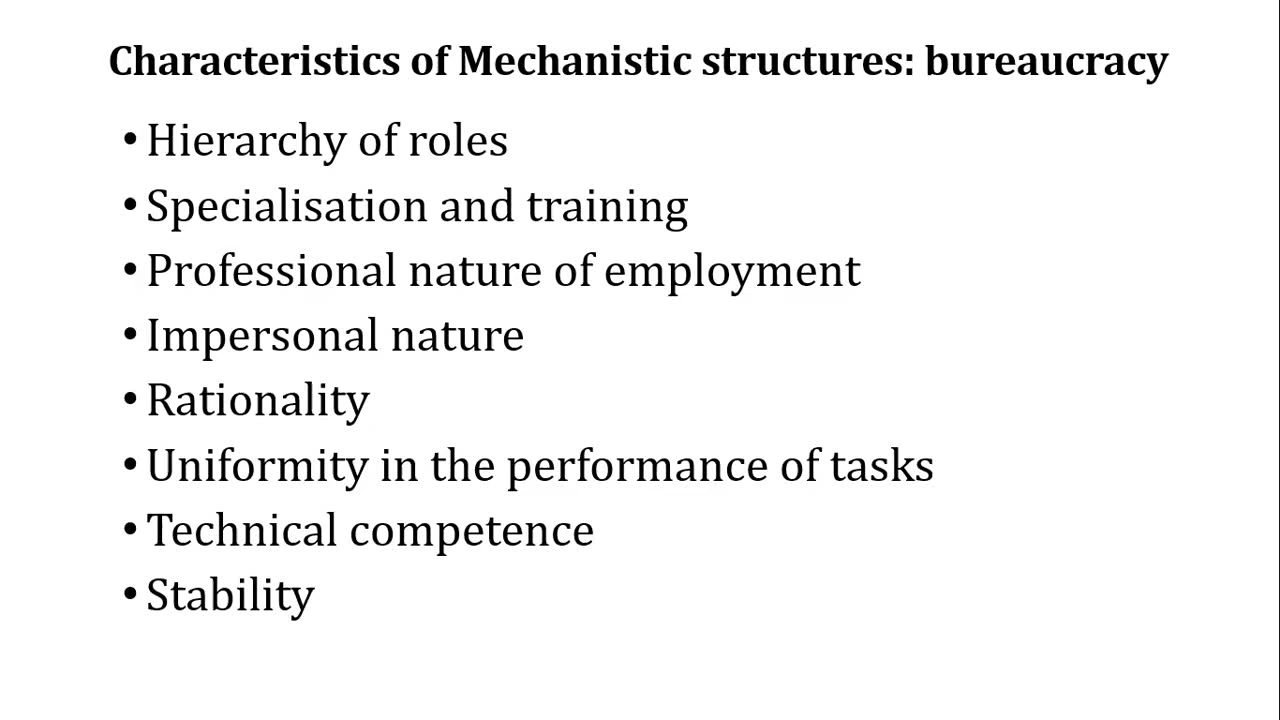 Characteristics of Mechanistic structures: bureaucracy
• Hierarchy of roles
• Specialisation and training
• Professional nature of employment
• Impersonal nature
• Rationality
• Uniformity in the performance of tasks
• Technical competence
• Stability